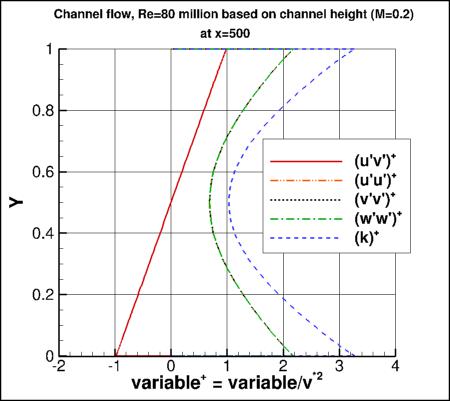 Channel flow, Re=80 million based on channel height (M=0.2)
at x=500
1
0.8
0.6
0.4
0.2
0
Y
(u'v')⁺
(u'u')⁺
(v'v')⁺
(w'w')⁺
(k)⁺
-2 -1 0 1 2 3 4
variable⁺ = variable/v*²